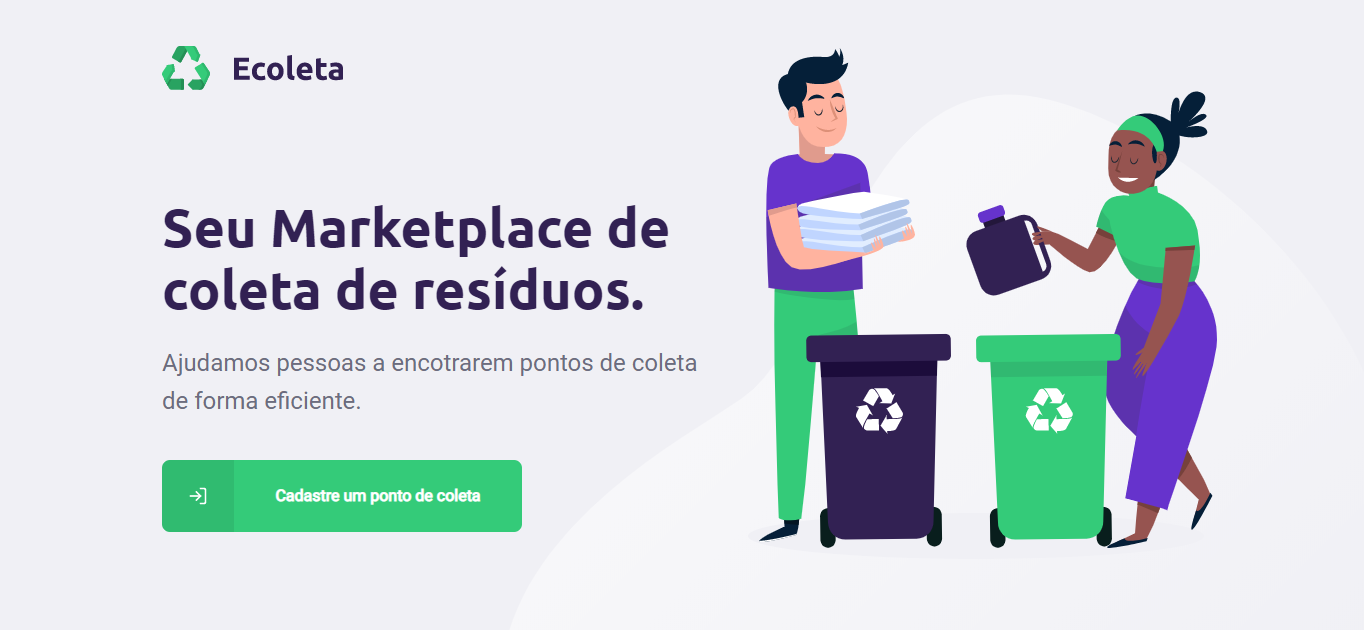 Ecoleta
Seu Marketplace de
coleta de resíduos.
Ajudamos pessoas a encotrarem pontos de coleta
de forma eficiente.
Cadastre um ponto de coleta